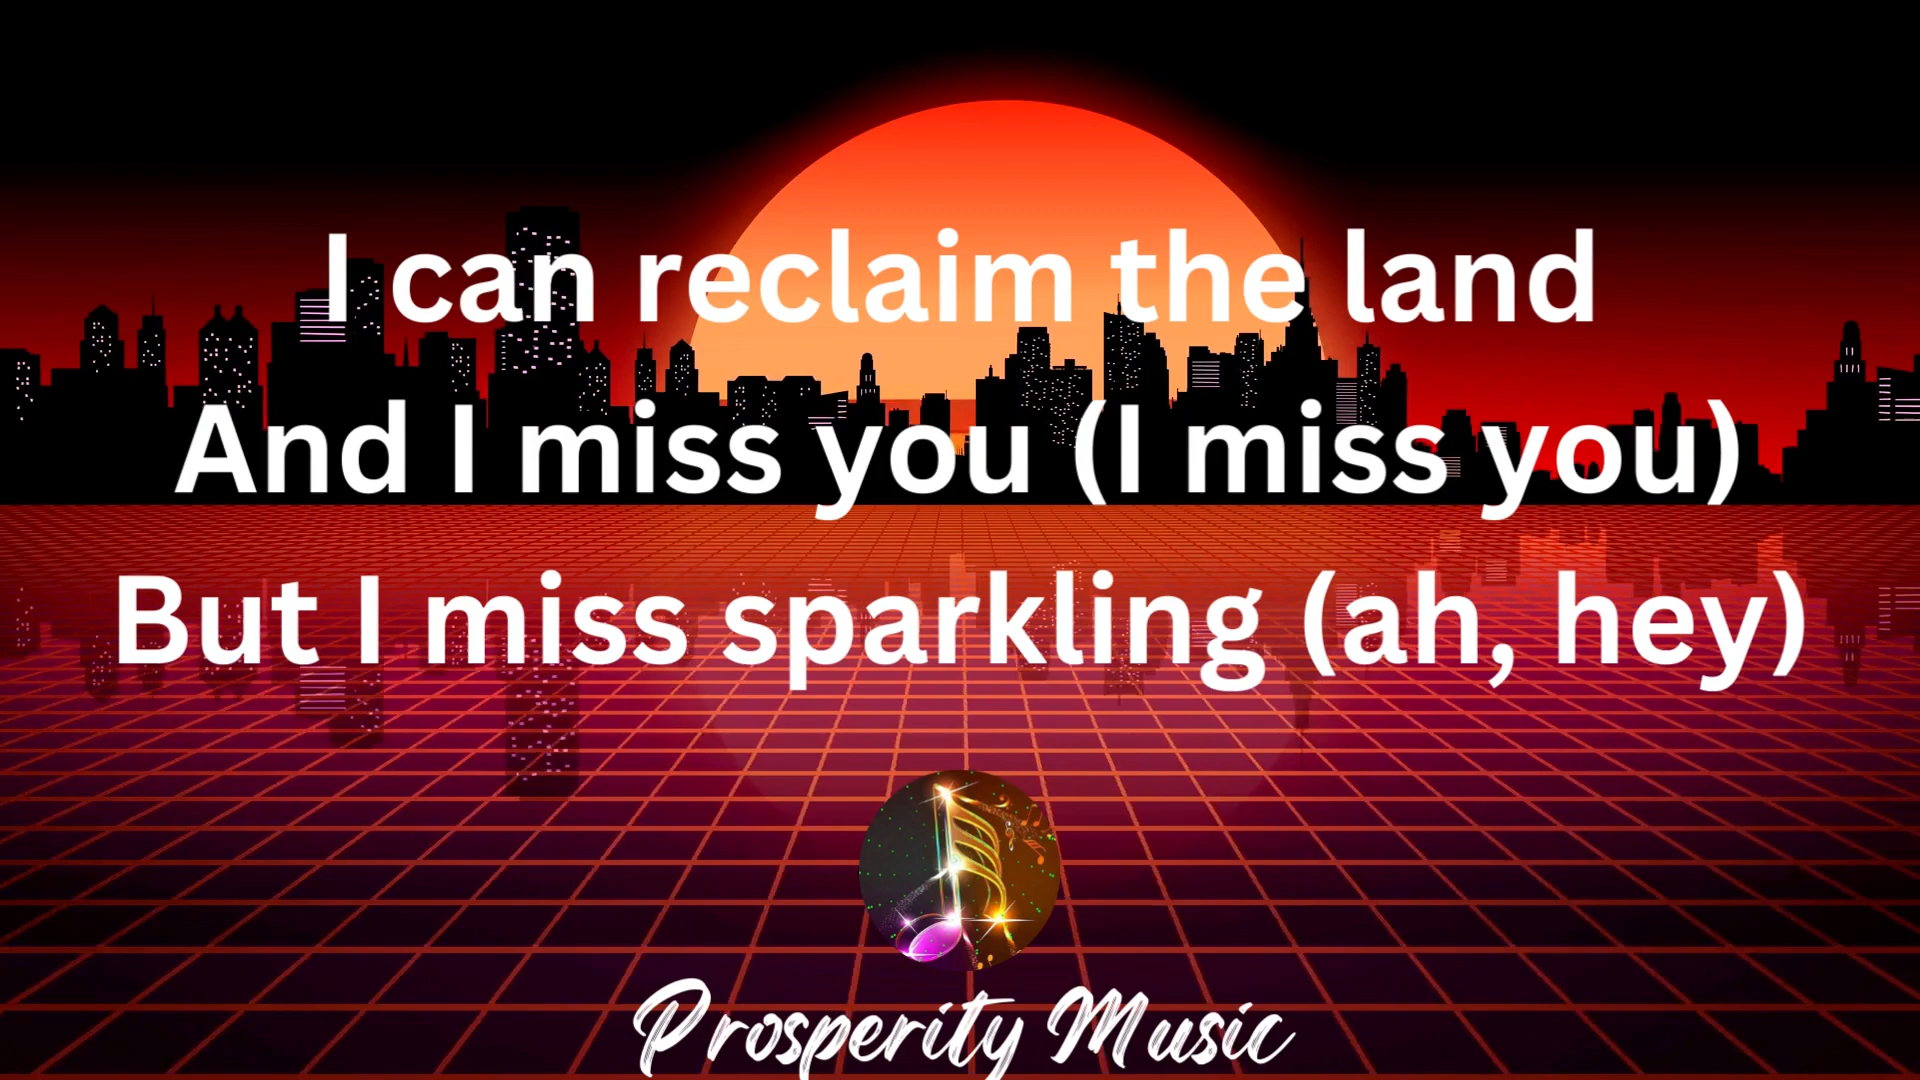 I can reclaim the land
And I miss you (I miss you)
But I miss sparkling (ah, hey)
Prosperity Music